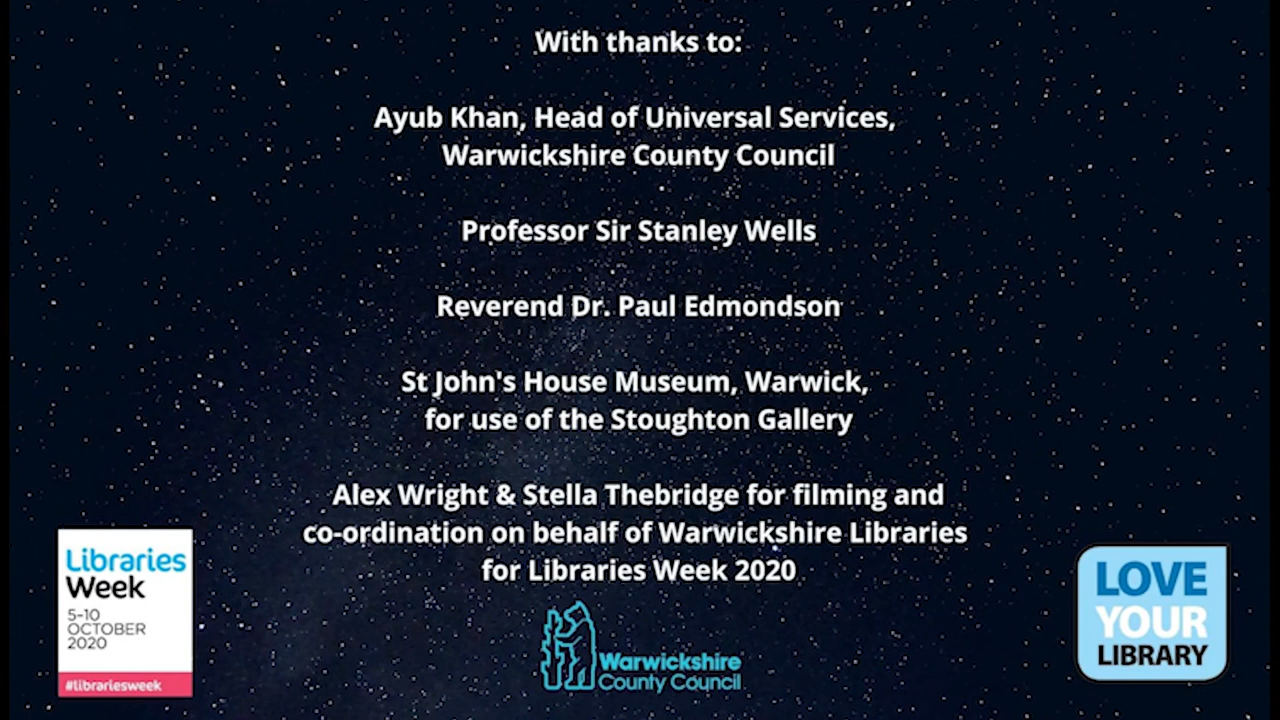 With thanks to:
Ayub Khan, Head of Universal Services,
Warwickshire County Council
Professor Sir Stanley Wells
Reverend Dr. Paul Edmondson
St John's House Museum, Warwick,
for use of the Stoughton Gallery
Alex Wright & Stella Thebridge for filming and
co-ordination on behalf of Warwickshire Libraries
for Libraries Week 2020
Libraries
Week
5-10
OCTOBER
2020
#librariesweek
Warwickshire
County Council
LOVE
YOUR
LIBRARY